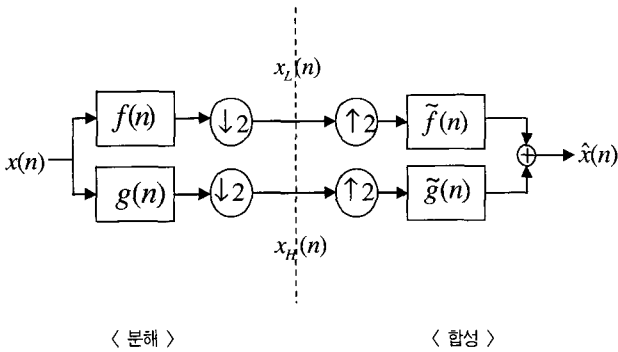 x_L(n)
f(n) ↓2 ↑2 f̃(n)
x(n) x̂(n)
g(n) ↓2 ↑2 g̃(n)
x_H(n)
〈 분해 〉 〈 합성 〉